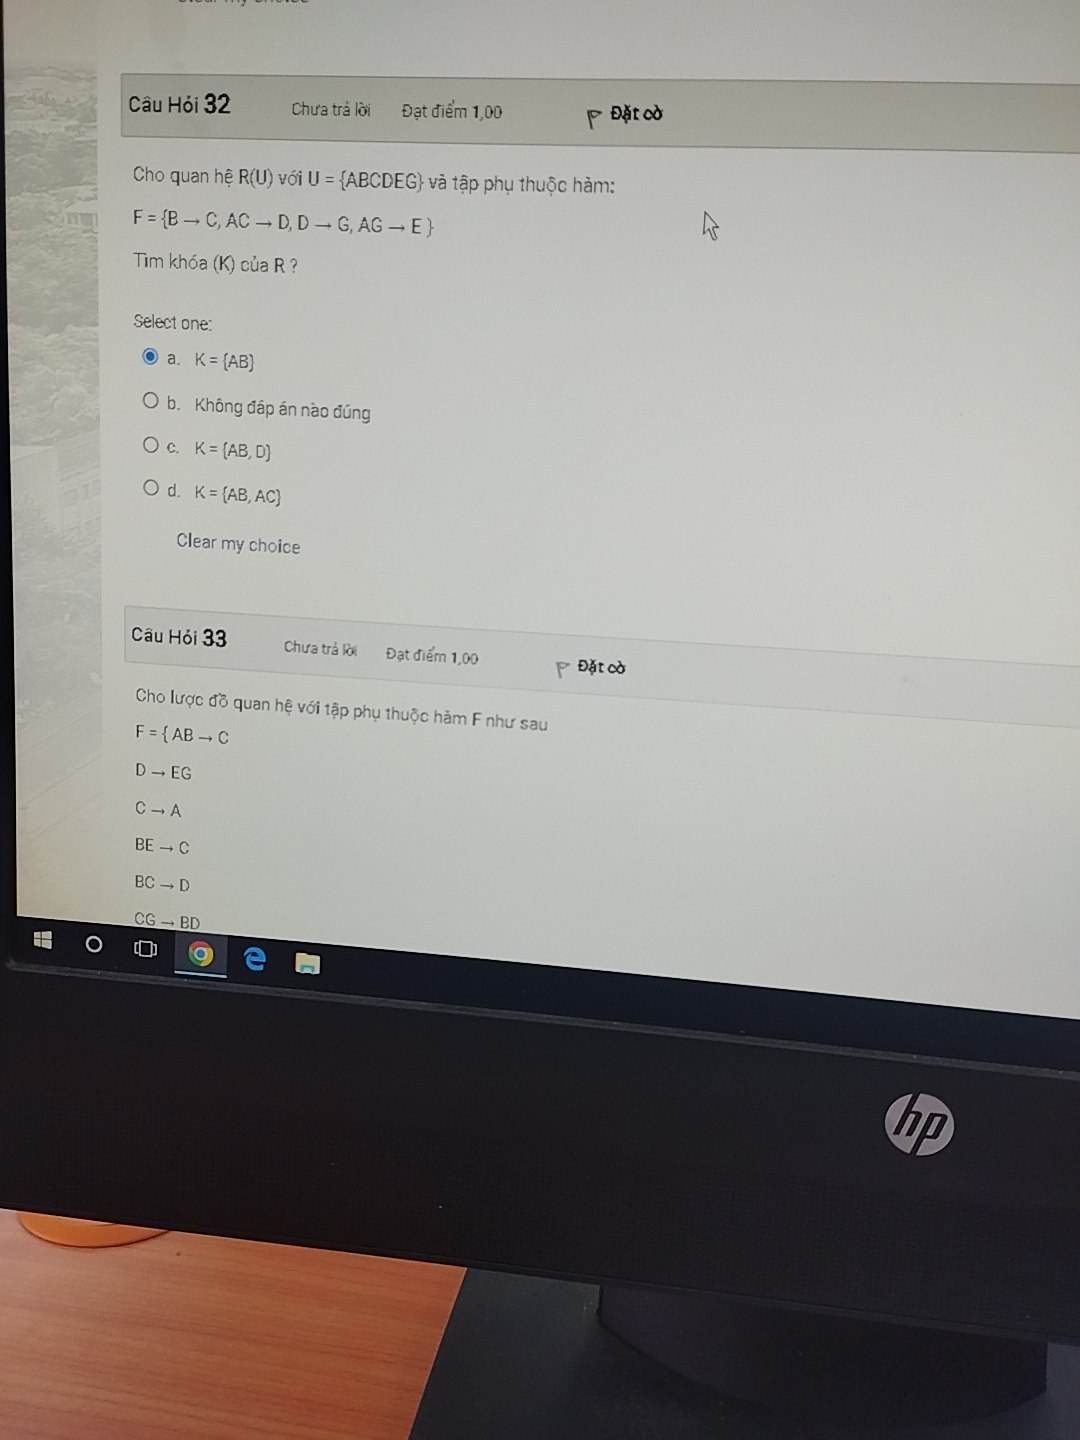 Câu Hỏi 32 Chưa trả lời Đạt điểm 1,00 Đặt cờ
Cho quan hệ R(U) với U = {ABCDEG} và tập phụ thuộc hàm:
F = {B → C, AC → D, D → G, AG → E }
Tìm khóa (K) của R ?
Select one:
a. K = {AB}
b. Không đáp án nào đúng
c. K = {AB, D}
d. K = {AB, AC}
Clear my choice
Câu Hỏi 33 Chưa trả lời Đạt điểm 1,00 Đặt cờ
Cho lược đồ quan hệ với tập phụ thuộc hàm F như sau
F = { AB → C
D → EG
C → A
BE → C
BC → D
CG → BD
hp